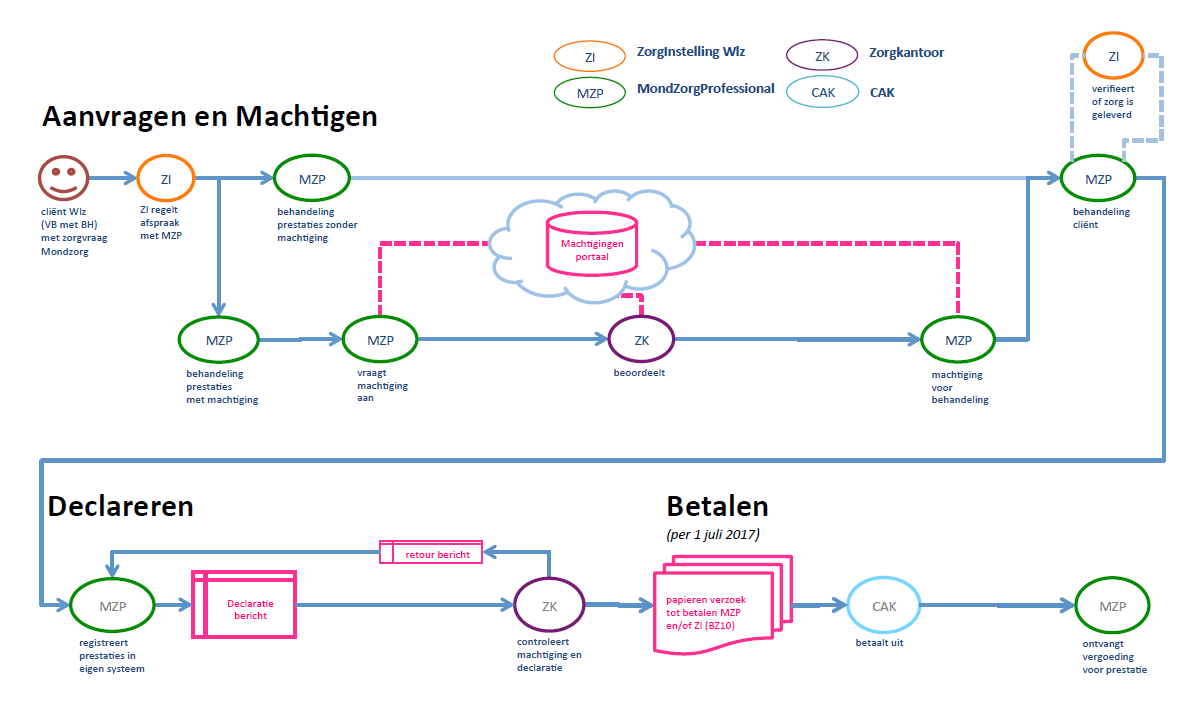 ZI
ZorgInstelling Wlz
ZK
Zorgkantoor
MZP
MondZorgProfessional
CAK
CAK
ZI
verifieert
of zorg is
geleverd
Aanvragen en Machtigen
cliënt Wlz
(VB met BH)
met zorgvraag
Mondzorg
ZI
ZI regelt
afspraak
met MZP
MZP
behandeling
prestaties zonder
machtiging
Machtigingen
portaal
MZP
behandeling
cliënt
MZP
behandeling
prestaties
met machtiging
MZP
vraagt
machtiging
aan
ZK
beoordeelt
MZP
machtiging
voor
behandeling
Declareren
retour bericht
MZP
registreert
prestaties in
eigen systeem
Declaratie
bericht
ZK
controleert
machtiging en
declaratie
Betalen
(per 1 juli 2017)
papieren verzoek
tot betalen MZP
en/of ZI (BZ10)
CAK
betaalt uit
MZP
ontvangt
vergoeding
voor prestatie